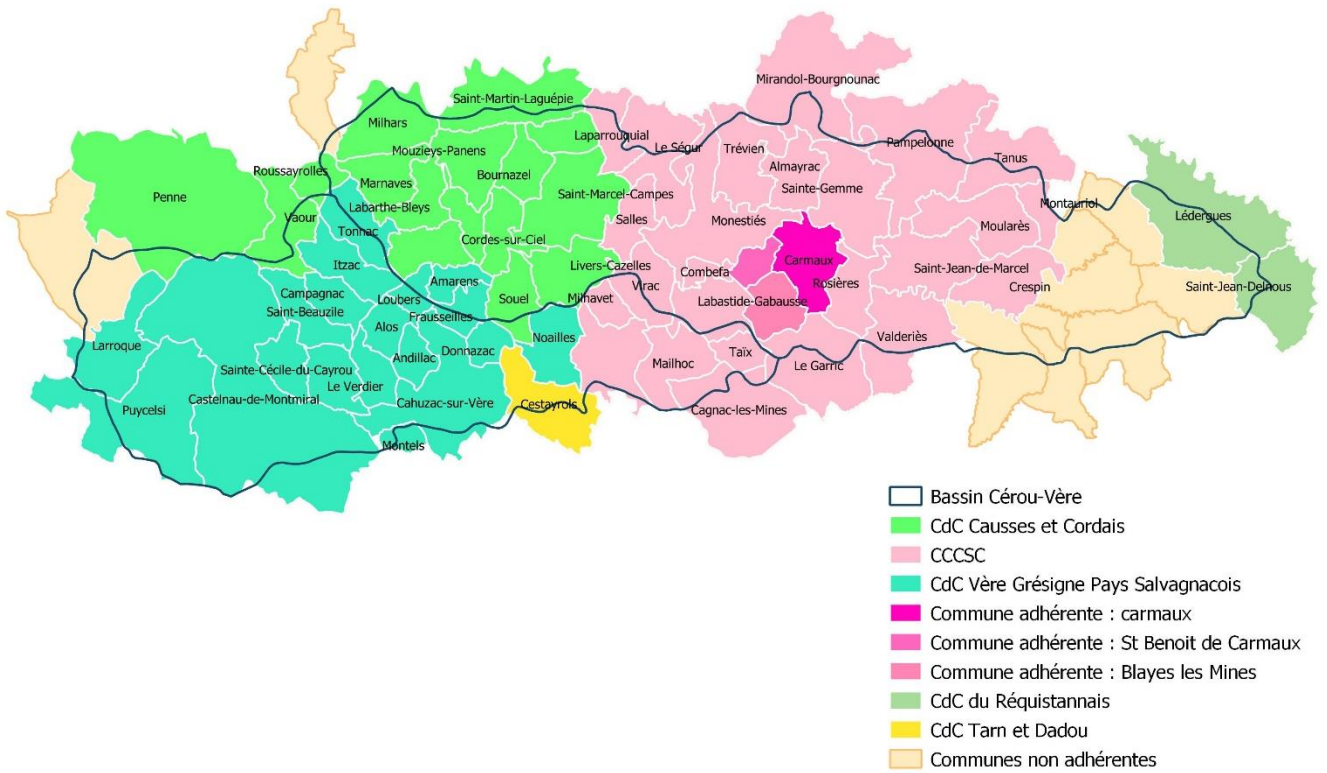 Mirandol-Bourgnounac
Saint-Martin-Laguépie
Milhars
Laparrouquial
Le Ségur
Trévien
Pampelonne
Mouzieys-Panens
Almayrac
Tanus
Roussayrolles
Bournazel
Penne
Marnaves
Saint-Marcel-Campes
Sainte-Gemme
Montauriol
Labarthe-Bleys
Vaour
Salles
Monestiés
Lédergues
Tonnac
Moularès
Cordes-sur-Ciel
Itzac
Livers-Cazelles
Combefa
Carmaux
Saint-Jean-de-Marcel
Amarens
Virac
Rosières
Crespin
Saint-Jean-Delnous
Campagnac
Loubers
Souel
Milhavet
Labastide-Gabausse
Saint-Beauzile
Frausseilles
Alos
Noailles
Valderiès
Larroque
Andillac
Donnazac
Taïx
Mailhoc
Le Garric
Sainte-Cécile-du-Cayrou
Le Verdier
Castelnau-de-Montmiral
Cahuzac-sur-Vère
Cestayrols
Puycelsi
Cagnac-les-Mines
Montels
Bassin Cérou-Vère
CdC Causses et Cordais
CCCSC
CdC Vère Grésigne Pays Salvagnacois
Commune adhérente : carmaux
Commune adhérente : St Benoit de Carmaux
Commune adhérente : Blayes les Mines
CdC du Réquistannais
CdC Tarn et Dadou
Communes non adhérentes